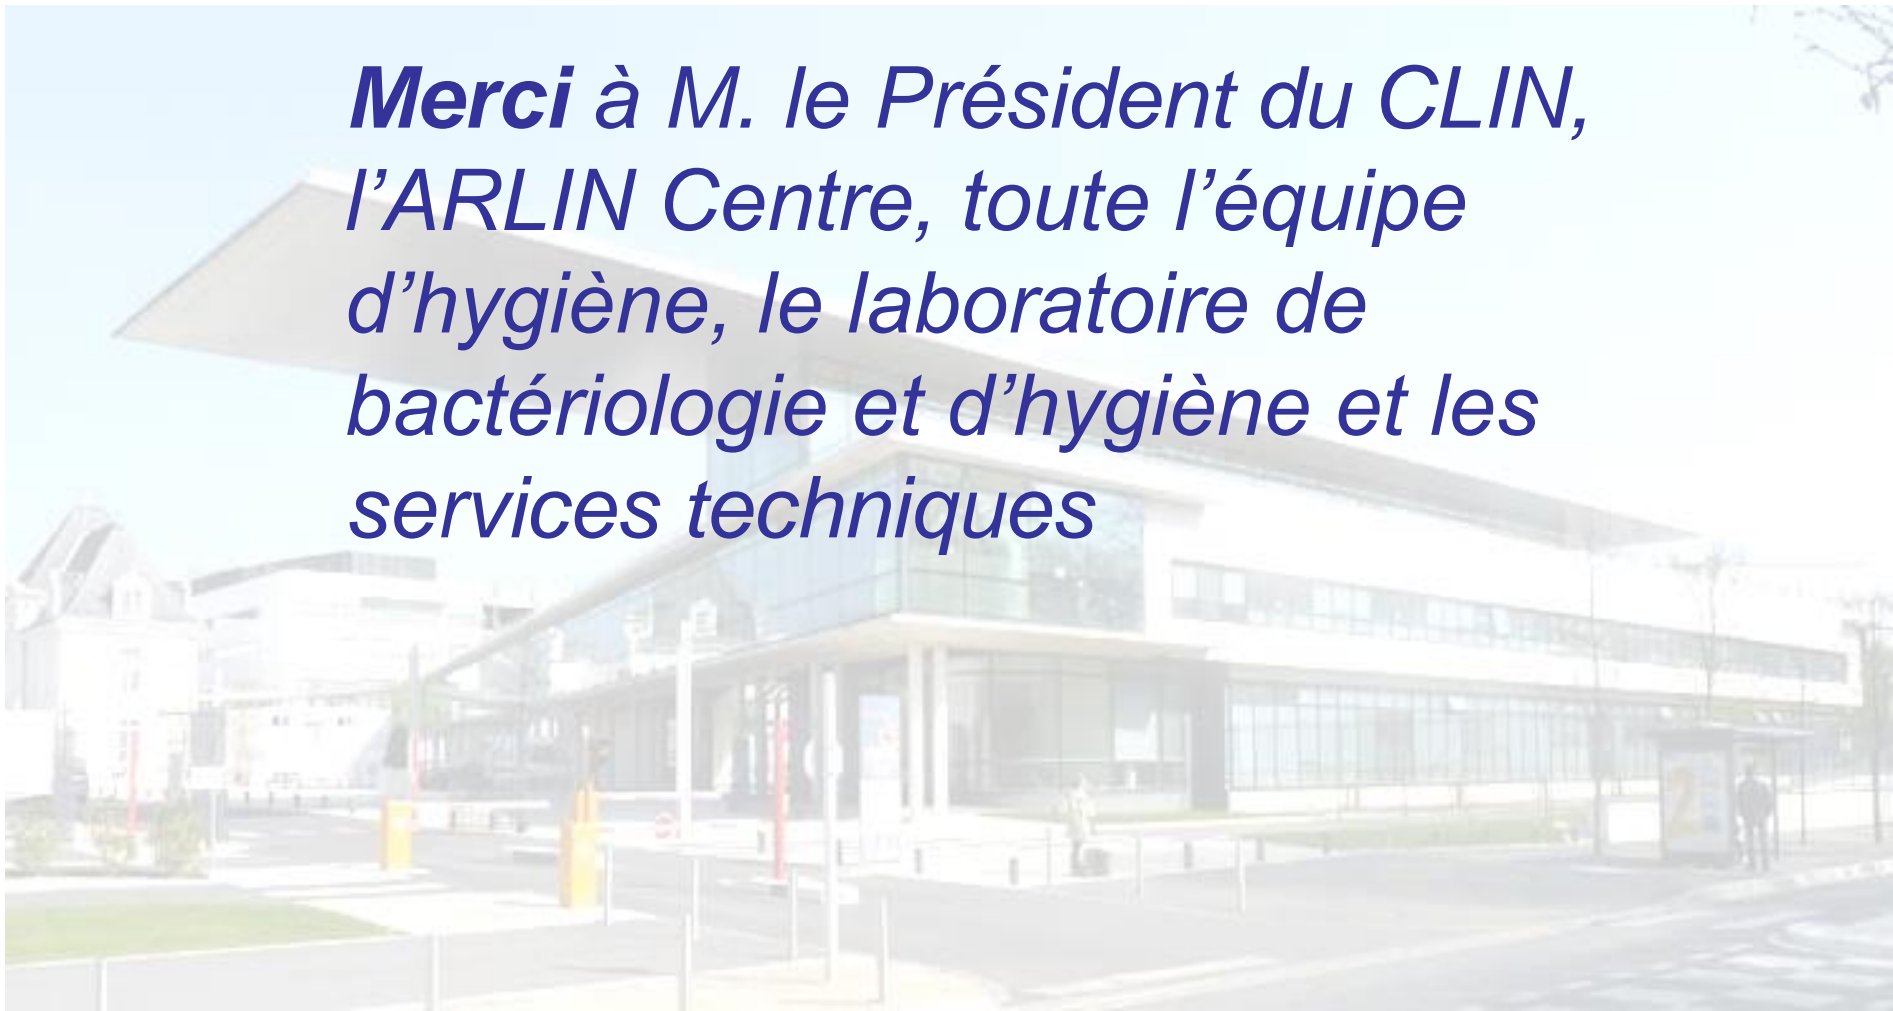 Merci à M. le Président du CLIN,
l’ARLIN Centre, toute l’équipe
d’hygiène, le laboratoire de
bactériologie et d’hygiène et les
services techniques